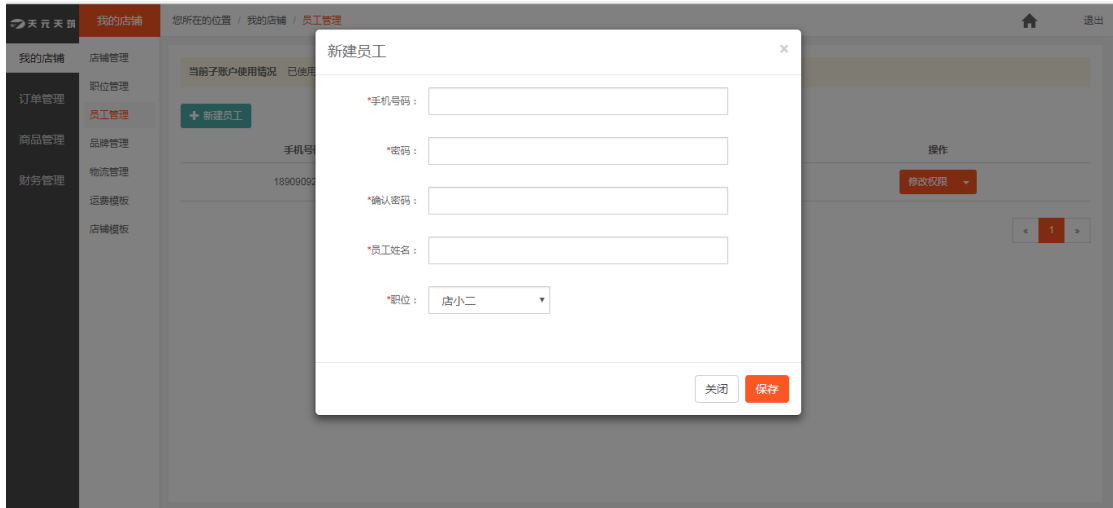 天元天筑 我的店铺 您所在的位置 / 我的店铺 / 员工管理 退出
我的店铺
订单管理
商品管理
财务管理
店铺管理
职位管理
员工管理
品牌管理
物流管理
运费模板
店铺模板
当前子账户使用情况 已使用
+ 新建员工
手机号 操作
18909092 修改权限
« 1 »
新建员工 ×
*手机号码：
*密码：
*确认密码：
*员工姓名：
*职位： 店小二
关闭 保存